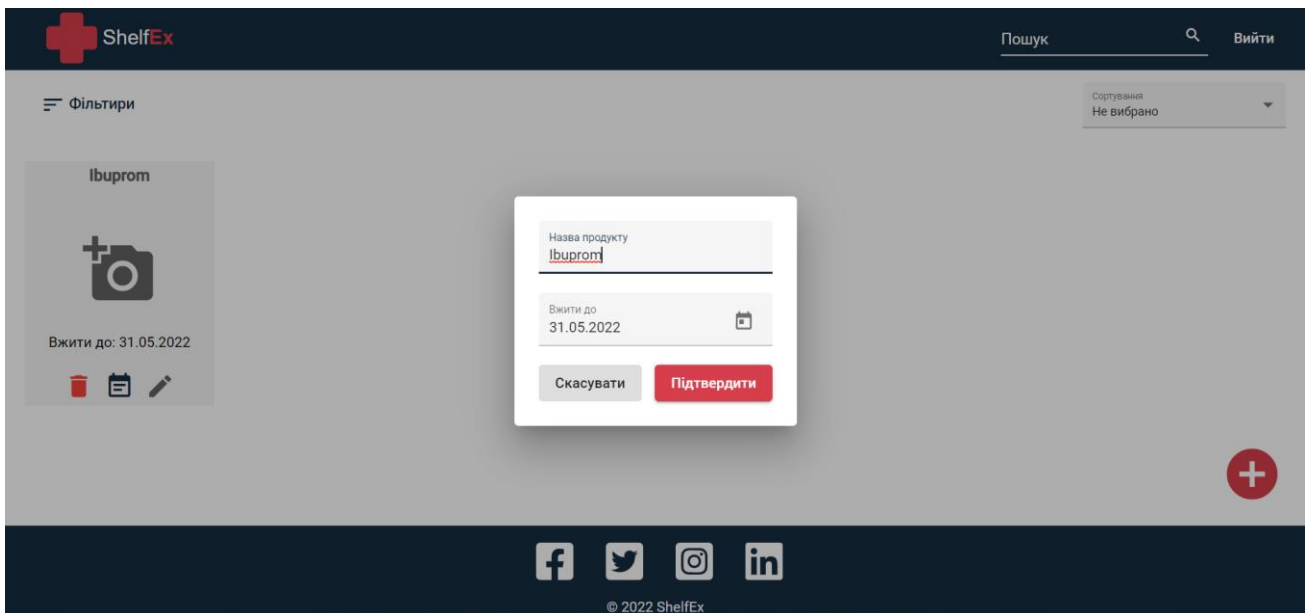 ShelfEx
Пошук
Вийти
Фільтири
Сортування
Не вибрано
Ibuprom
Вжити до: 31.05.2022
Назва продукту
Ibuprom
Вжити до
31.05.2022
Скасувати
Підтвердити
© 2022 ShelfEx